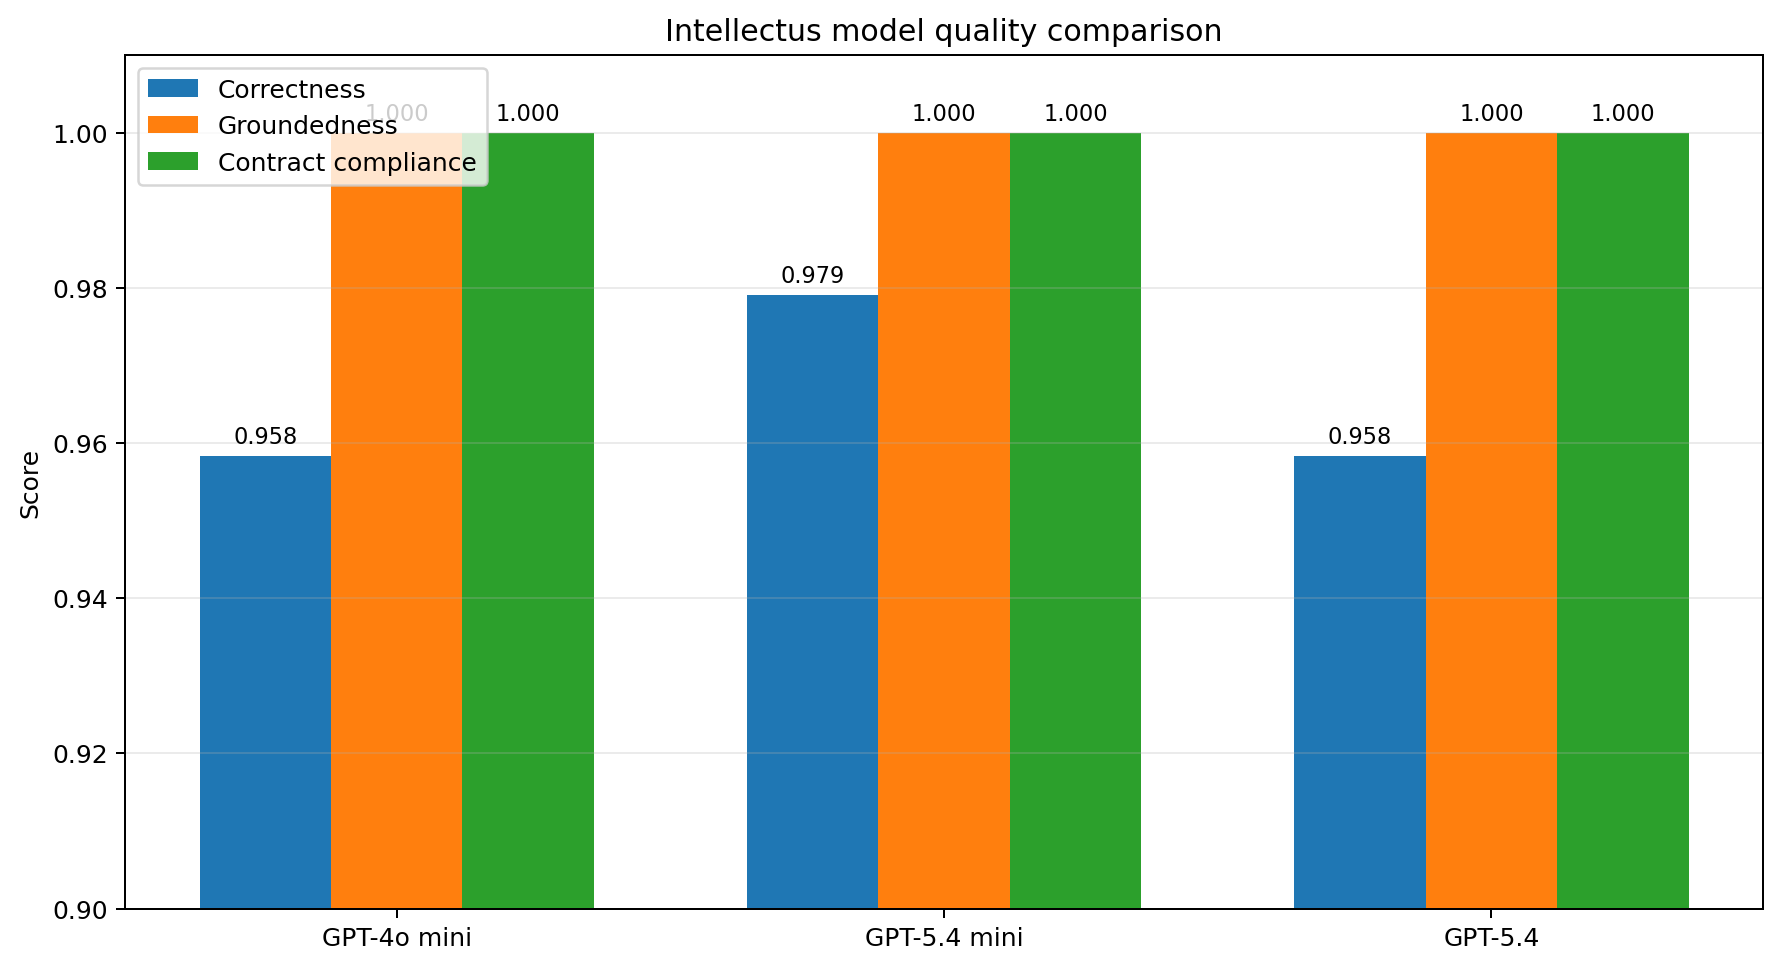 Intellectus model quality comparison
Correctness
Groundedness
Contract compliance
1.000
1.000
1.000
1.000
1.000
1.000
0.979
0.958
0.958
1.00
0.98
0.96
0.94
0.92
0.90
Score
GPT-4o mini
GPT-5.4 mini
GPT-5.4